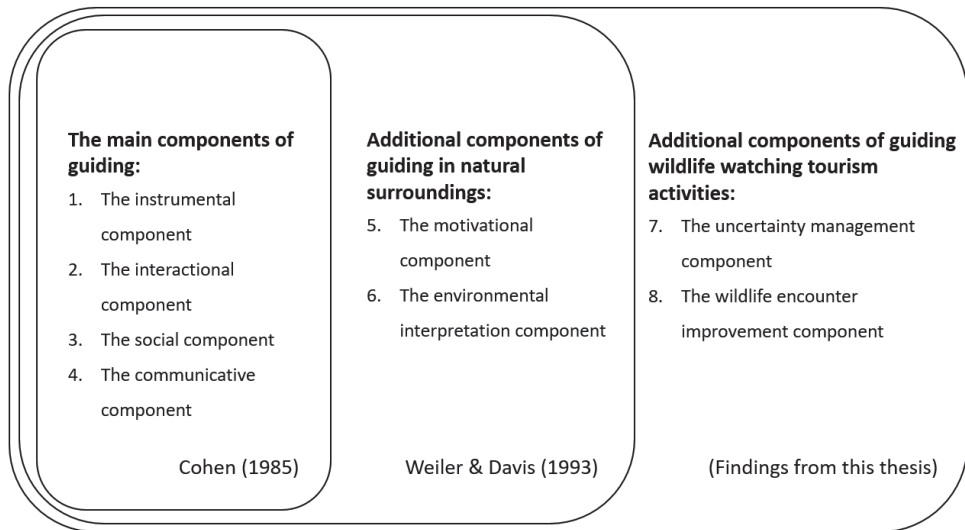 The main components of
guiding:
1. The instrumental
component
2. The interactional
component
3. The social component
4. The communicative
component
Cohen (1985)
Additional components of
guiding in natural
surroundings:
5. The motivational
component
6. The environmental
interpretation component
Weiler & Davis (1993)
Additional components of guiding
wildlife watching tourism
activities:
7. The uncertainty management
component
8. The wildlife encounter
improvement component
(Findings from this thesis)